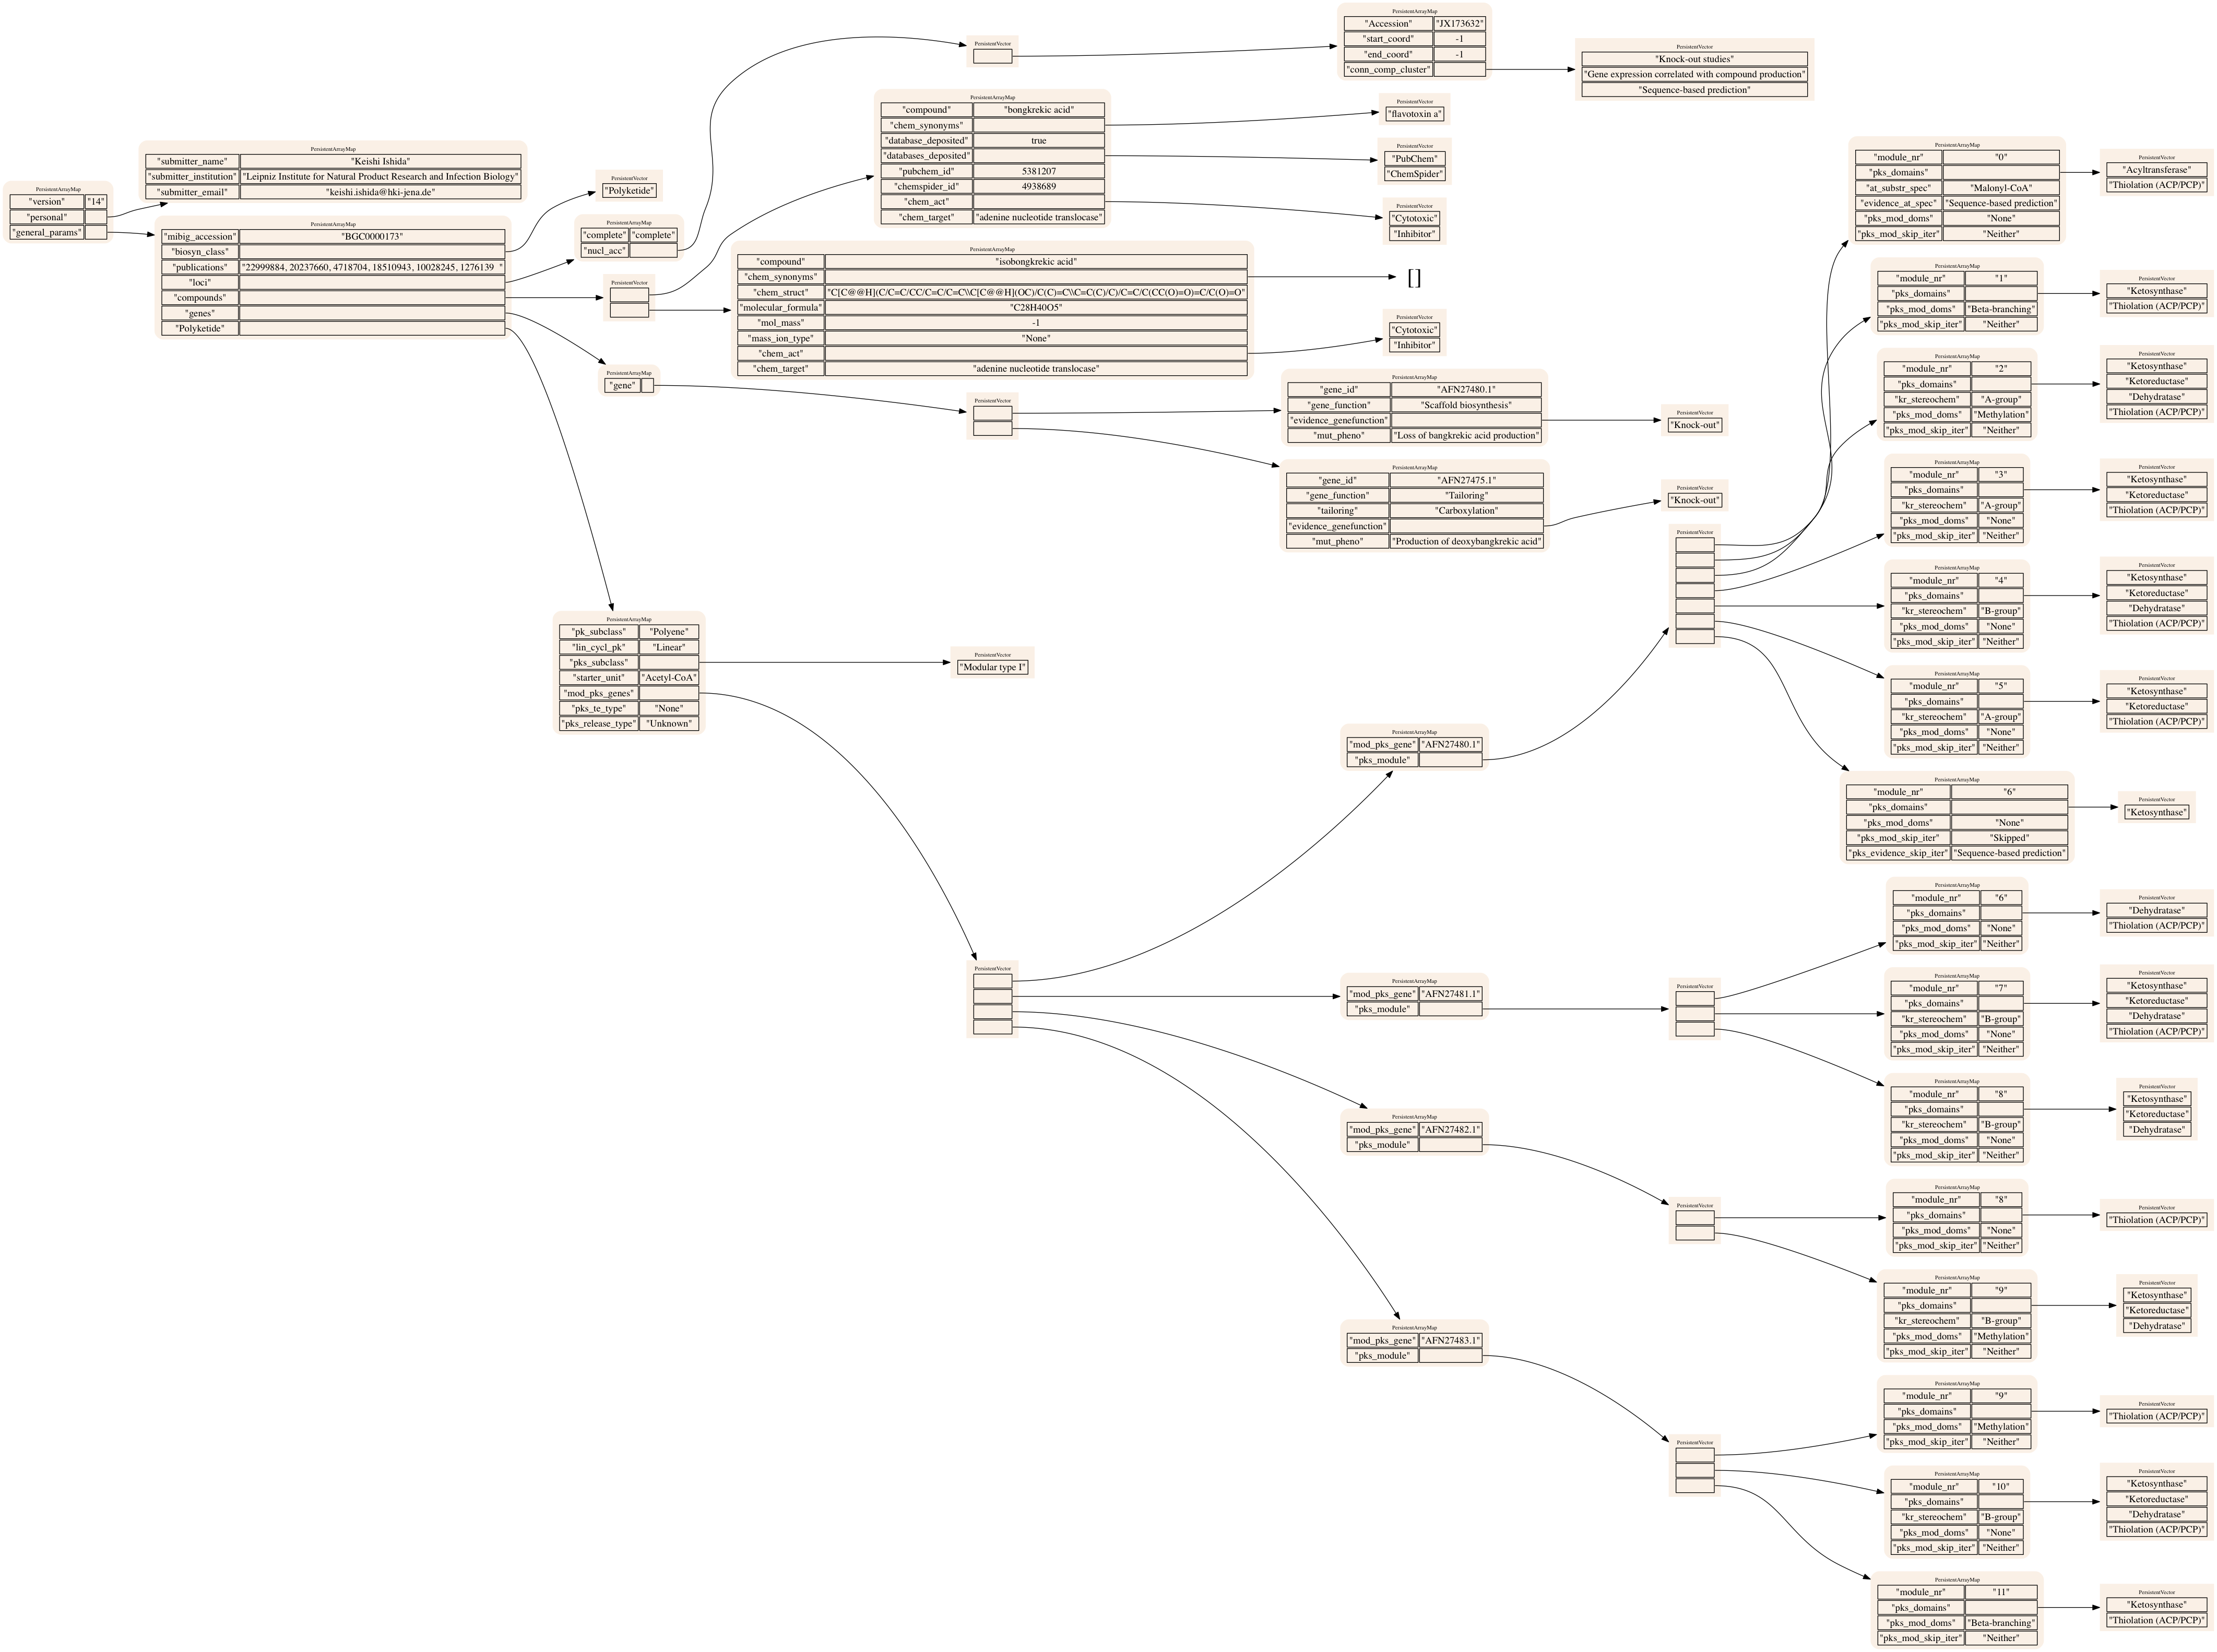 PersistentArrayMap
"version" "14"
"personal"
"general_params"
PersistentArrayMap
"submitter_name" "Keishi Ishida"
"submitter_institution" "Leipniz Institute for Natural Product Research and Infection Biology"
"submitter_email" "keishi.ishida@hki-jena.de"
PersistentArrayMap
"mibig_accession" "BGC0000173"
"biosyn_class"
"publications" "22999884, 20237660, 4718704, 18510943, 10028245, 1276139  "
"loci"
"compounds"
"genes"
"Polyketide"
PersistentVector
"Polyketide"
PersistentArrayMap
"complete" "complete"
"nucl_acc"
PersistentVector
PersistentArrayMap
"Accession" "JX173632"
"start_coord" -1
"end_coord" -1
"conn_comp_cluster"
PersistentVector
"Knock-out studies"
"Gene expression correlated with compound production"
"Sequence-based prediction"
PersistentVector
PersistentArrayMap
"compound" "bongkrekic acid"
"chem_synonyms"
"database_deposited" true
"databases_deposited"
"pubchem_id" 5381207
"chemspider_id" 4938689
"chem_act"
"chem_target" "adenine nucleotide translocase"
PersistentVector
"flavotoxin a"
PersistentVector
"PubChem"
"ChemSpider"
PersistentVector
"Cytotoxic"
"Inhibitor"
PersistentArrayMap
"compound" "isobongkrekic acid"
"chem_synonyms"
"chem_struct" "C[C@@H](C/C=C/CC/C=C/C=C\\C[C@@H](OC)/C(C)=C\\C=C(C)/C)/C=C/C(CC(O)=O)=C/C(O)=O"
"molecular_formula" "C28H40O5"
"mol_mass" -1
"mass_ion_type" "None"
"chem_act"
"chem_target" "adenine nucleotide translocase"
[]
PersistentVector
"Cytotoxic"
"Inhibitor"
PersistentArrayMap
"gene"
PersistentVector
PersistentArrayMap
"gene_id" "AFN27480.1"
"gene_function" "Scaffold biosynthesis"
"evidence_genefunction"
"mut_pheno" "Loss of bangkrekic acid production"
PersistentVector
"Knock-out"
PersistentArrayMap
"gene_id" "AFN27475.1"
"gene_function" "Tailoring"
"tailoring" "Carboxylation"
"evidence_genefunction"
"mut_pheno" "Production of deoxybangkrekic acid"
PersistentVector
"Knock-out"
PersistentArrayMap
"pk_subclass" "Polyene"
"lin_cycl_pk" "Linear"
"pks_subclass"
"starter_unit" "Acetyl-CoA"
"mod_pks_genes"
"pks_te_type" "None"
"pks_release_type" "Unknown"
PersistentVector
"Modular type I"
PersistentVector
PersistentArrayMap
"mod_pks_gene" "AFN27480.1"
"pks_module"
PersistentVector
PersistentArrayMap
"module_nr" "0"
"pks_domains"
"at_substr_spec" "Malonyl-CoA"
"evidence_at_spec" "Sequence-based prediction"
"pks_mod_doms" "None"
"pks_mod_skip_iter" "Neither"
PersistentVector
"Acyltransferase"
"Thiolation (ACP/PCP)"
PersistentArrayMap
"module_nr" "1"
"pks_domains"
"pks_mod_doms" "Beta-branching"
"pks_mod_skip_iter" "Neither"
PersistentVector
"Ketosynthase"
"Thiolation (ACP/PCP)"
PersistentArrayMap
"module_nr" "2"
"pks_domains"
"kr_stereochem" "A-group"
"pks_mod_doms" "Methylation"
"pks_mod_skip_iter" "Neither"
PersistentVector
"Ketosynthase"
"Ketoreductase"
"Dehydratase"
"Thiolation (ACP/PCP)"
PersistentArrayMap
"module_nr" "3"
"pks_domains"
"kr_stereochem" "A-group"
"pks_mod_doms" "None"
"pks_mod_skip_iter" "Neither"
PersistentVector
"Ketosynthase"
"Ketoreductase"
"Thiolation (ACP/PCP)"
PersistentArrayMap
"module_nr" "4"
"pks_domains"
"kr_stereochem" "B-group"
"pks_mod_doms" "None"
"pks_mod_skip_iter" "Neither"
PersistentVector
"Ketosynthase"
"Ketoreductase"
"Dehydratase"
"Thiolation (ACP/PCP)"
PersistentArrayMap
"module_nr" "5"
"pks_domains"
"kr_stereochem" "A-group"
"pks_mod_doms" "None"
"pks_mod_skip_iter" "Neither"
PersistentVector
"Ketosynthase"
"Ketoreductase"
"Thiolation (ACP/PCP)"
PersistentArrayMap
"module_nr" "6"
"pks_domains"
"pks_mod_doms" "None"
"pks_mod_skip_iter" "Skipped"
"pks_evidence_skip_iter" "Sequence-based prediction"
PersistentVector
"Ketosynthase"
PersistentArrayMap
"mod_pks_gene" "AFN27481.1"
"pks_module"
PersistentVector
PersistentArrayMap
"module_nr" "6"
"pks_domains"
"pks_mod_doms" "None"
"pks_mod_skip_iter" "Neither"
PersistentVector
"Dehydratase"
"Thiolation (ACP/PCP)"
PersistentArrayMap
"module_nr" "7"
"pks_domains"
"kr_stereochem" "B-group"
"pks_mod_doms" "None"
"pks_mod_skip_iter" "Neither"
PersistentVector
"Ketosynthase"
"Ketoreductase"
"Dehydratase"
"Thiolation (ACP/PCP)"
PersistentArrayMap
"module_nr" "8"
"pks_domains"
"kr_stereochem" "B-group"
"pks_mod_doms" "None"
"pks_mod_skip_iter" "Neither"
PersistentVector
"Ketosynthase"
"Ketoreductase"
"Dehydratase"
PersistentArrayMap
"mod_pks_gene" "AFN27482.1"
"pks_module"
PersistentVector
PersistentArrayMap
"module_nr" "8"
"pks_domains"
"pks_mod_doms" "None"
"pks_mod_skip_iter" "Neither"
PersistentVector
"Thiolation (ACP/PCP)"
PersistentArrayMap
"module_nr" "9"
"pks_domains"
"kr_stereochem" "B-group"
"pks_mod_doms" "Methylation"
"pks_mod_skip_iter" "Neither"
PersistentVector
"Ketosynthase"
"Ketoreductase"
"Dehydratase"
PersistentArrayMap
"mod_pks_gene" "AFN27483.1"
"pks_module"
PersistentVector
PersistentArrayMap
"module_nr" "9"
"pks_domains"
"pks_mod_doms" "Methylation"
"pks_mod_skip_iter" "Neither"
PersistentVector
"Thiolation (ACP/PCP)"
PersistentArrayMap
"module_nr" "10"
"pks_domains"
"kr_stereochem" "B-group"
"pks_mod_doms" "None"
"pks_mod_skip_iter" "Neither"
PersistentVector
"Ketosynthase"
"Ketoreductase"
"Dehydratase"
"Thiolation (ACP/PCP)"
PersistentArrayMap
"module_nr" "11"
"pks_domains"
"pks_mod_doms" "Beta-branching"
"pks_mod_skip_iter" "Neither"
PersistentVector
"Ketosynthase"
"Thiolation (ACP/PCP)"